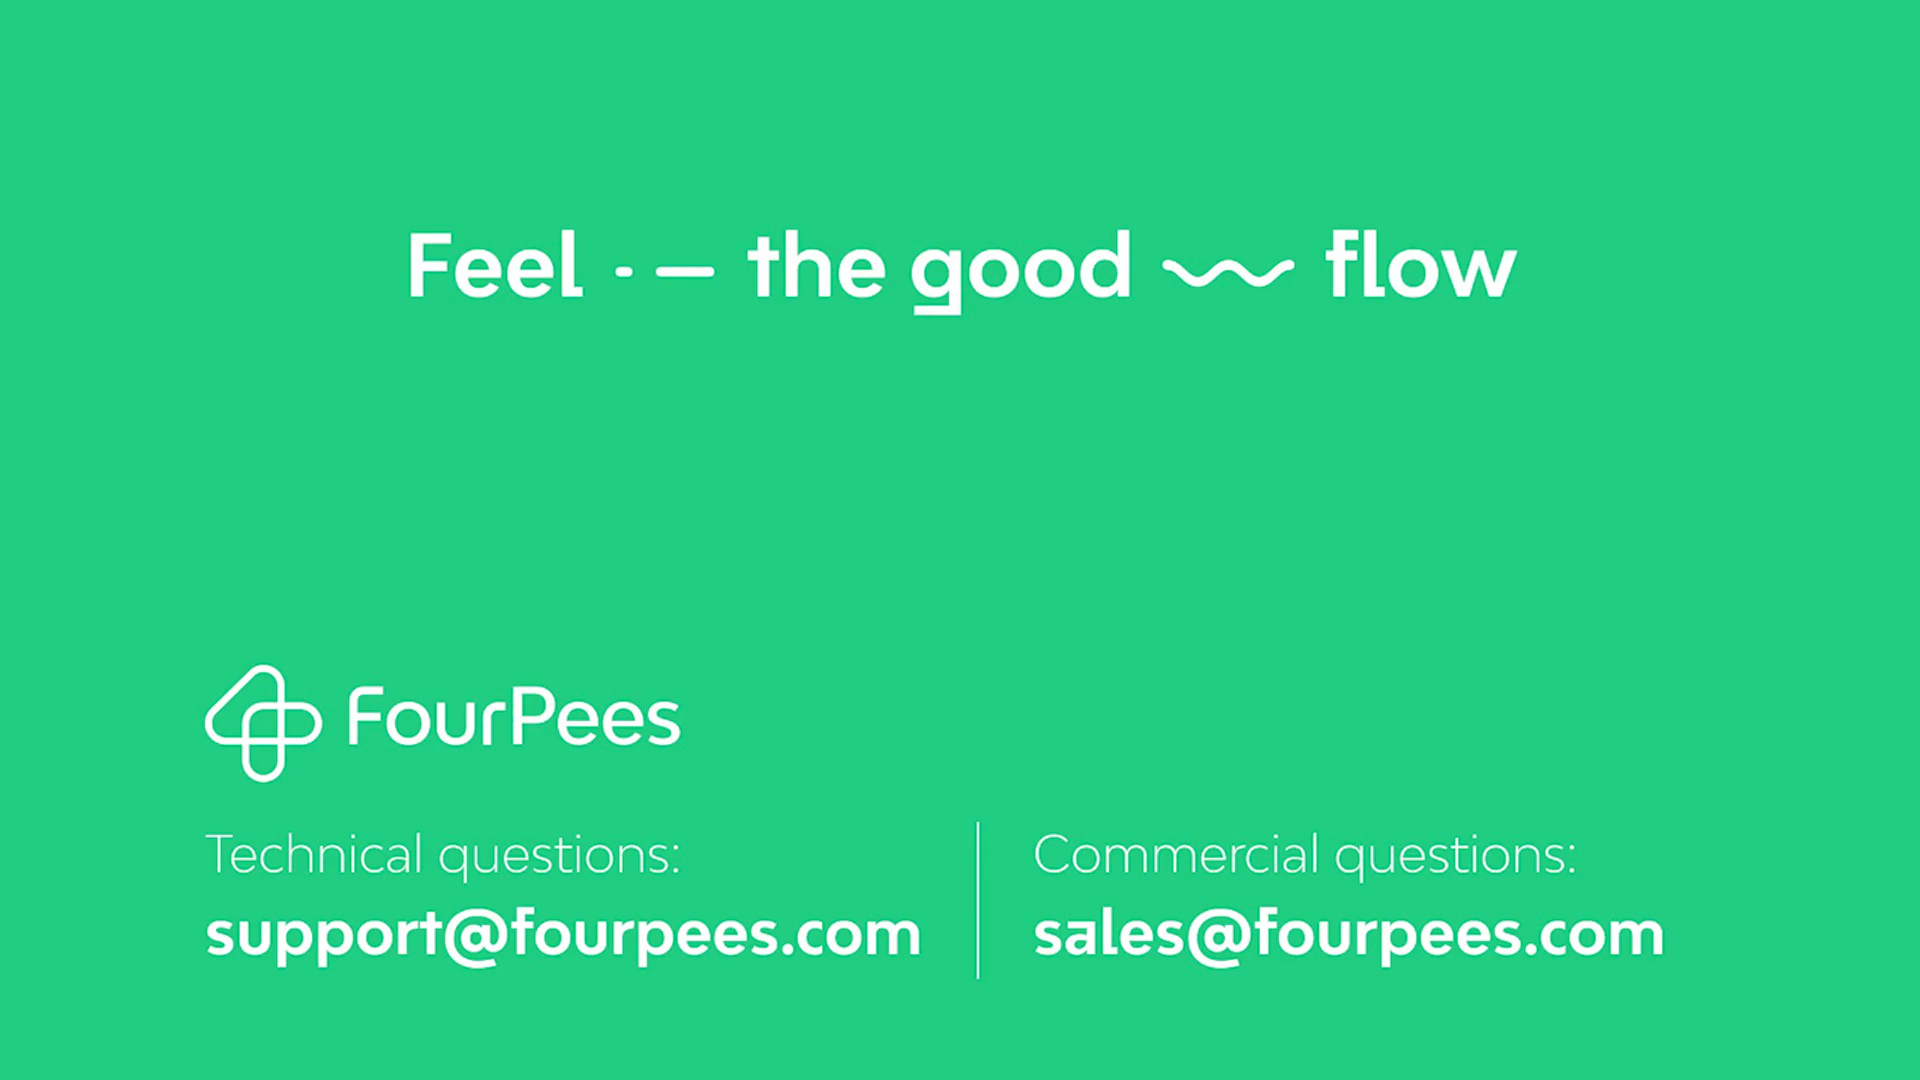 Feel the good flow
FourPees
Technical questions:
support@fourpees.com
Commercial questions:
sales@fourpees.com